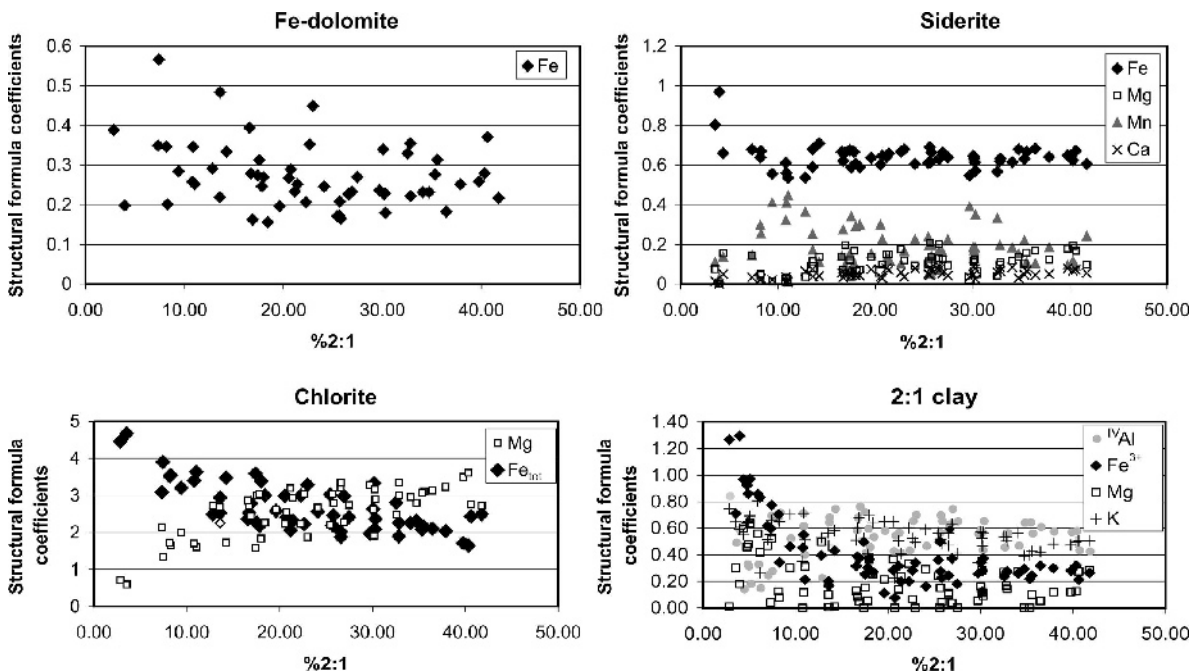 Fe-dolomite
Structural formula coefficients
0.6
0.5
0.4
0.3
0.2
0.1
0
0.00 10.00 20.00 30.00 40.00 50.00
%2:1
Fe
Siderite
Structural formula coefficients
1.2
1
0.8
0.6
0.4
0.2
0
0.00 10.00 20.00 30.00 40.00 50.00
%2:1
Fe
Mg
Mn
Ca
Chlorite
Structural formula
coefficients
5
4
3
2
1
0
0.00 10.00 20.00 30.00 40.00 50.00
%2:1
Mg
Fe tot
2:1 clay
Structural formula
coefficients
1.40
1.20
1.00
0.80
0.60
0.40
0.20
0.00
0.00 10.00 20.00 30.00 40.00 50.00
%2:1
IVAl
Fe3+
Mg
K